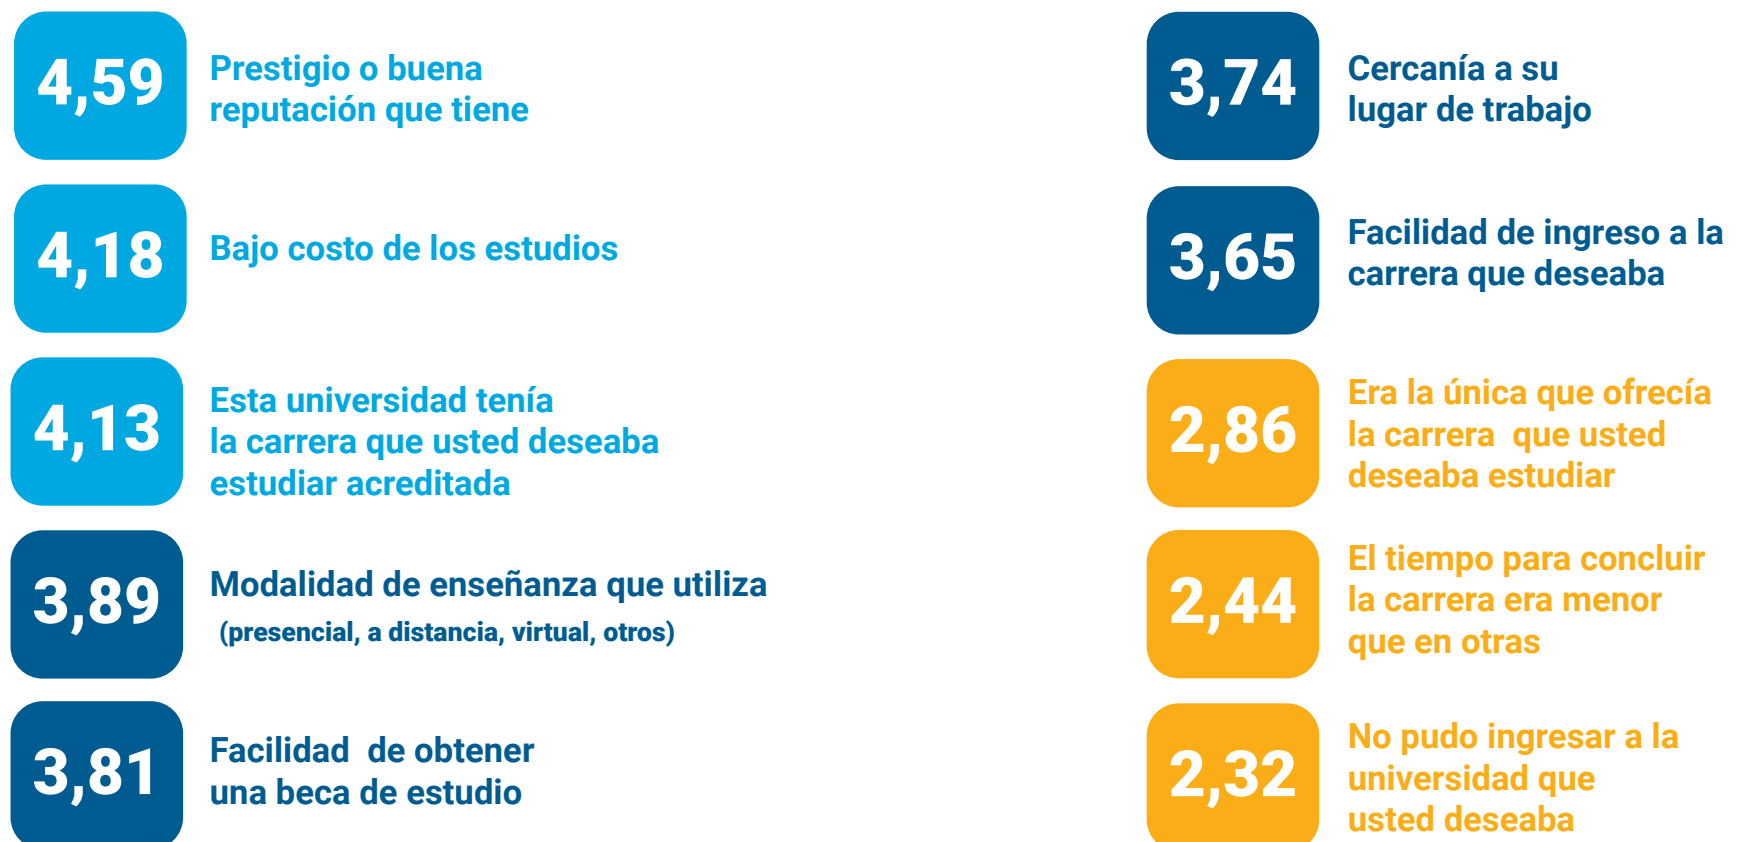 4,59
Prestigio o buena
reputación que tiene
4,18
Bajo costo de los estudios
4,13
Esta universidad tenía
la carrera que usted deseaba
estudiar acreditada
3,89
Modalidad de enseñanza que utiliza
(presencial, a distancia, virtual, otros)
3,81
Facilidad de obtener
una beca de estudio
3,74
Cercanía a su
lugar de trabajo
3,65
Facilidad de ingreso a la
carrera que deseaba
2,86
Era la única que ofrecía
la carrera que usted
deseaba estudiar
2,44
El tiempo para concluir
la carrera era menor
que en otras
2,32
No pudo ingresar a la
universidad que
usted deseaba